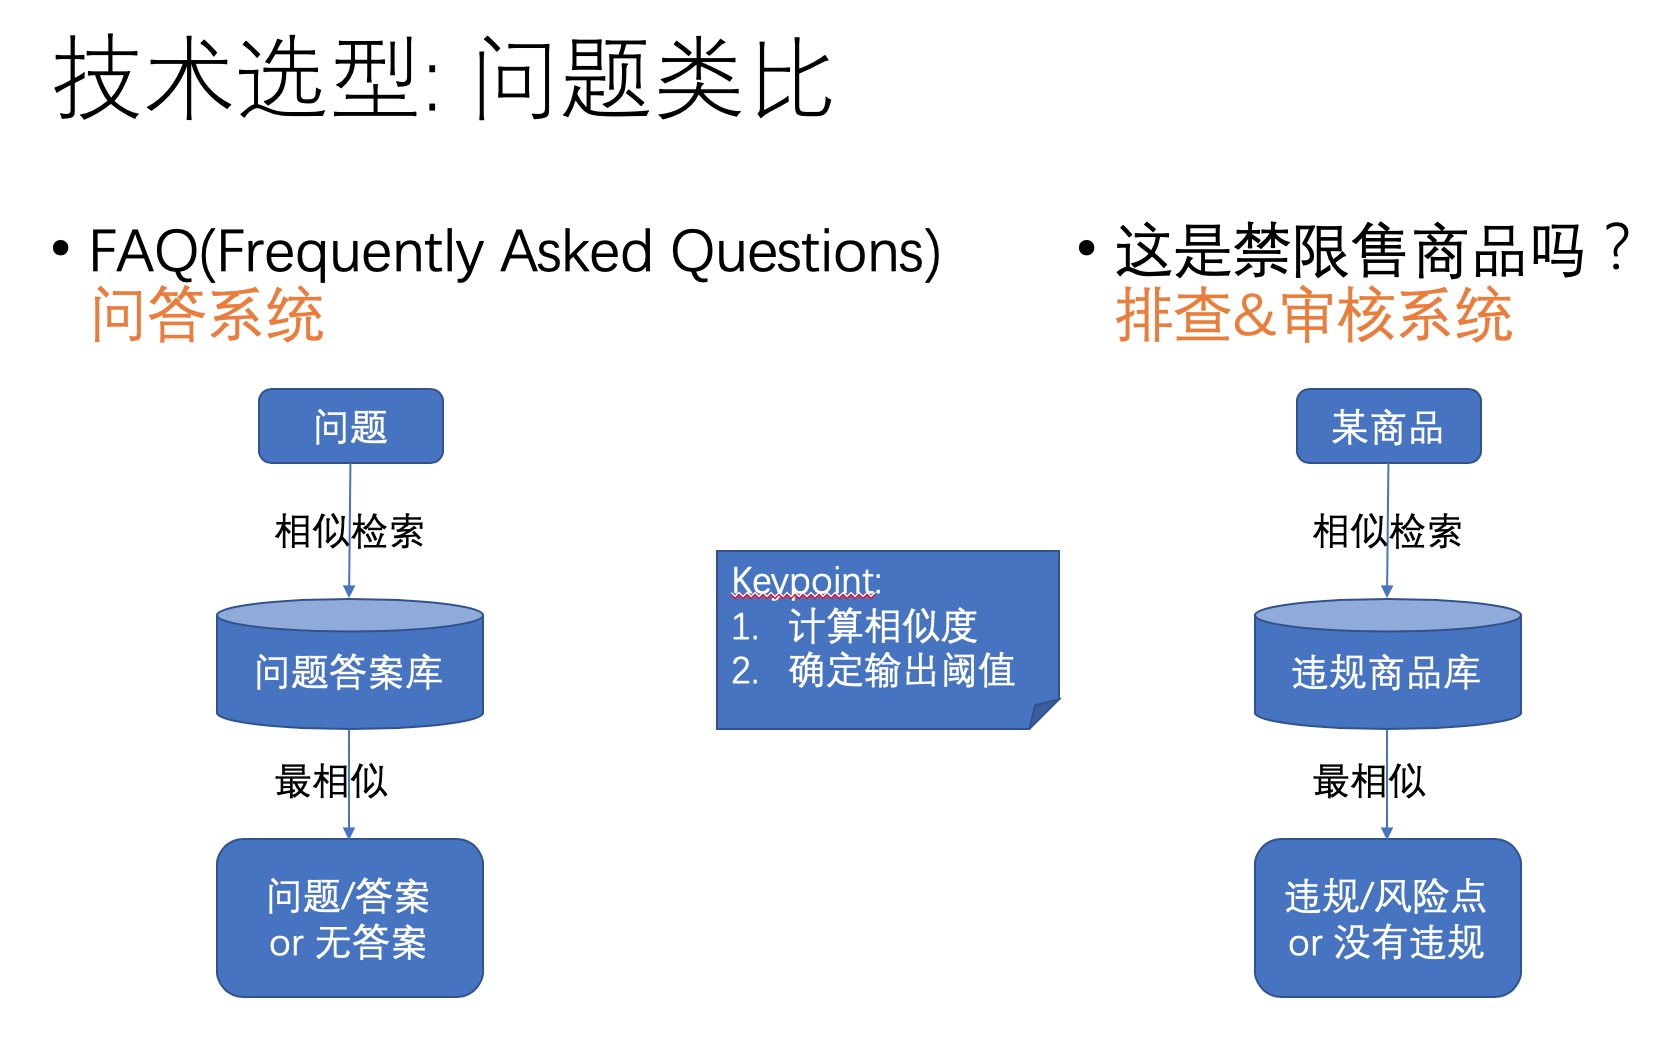 技术选型: 问题类比
• FAQ(Frequently Asked Questions)
问答系统
问题
相似检索
问题答案库
最相似
问题/答案
or 无答案
Keypoint:
1. 计算相似度
2. 确定输出阈值
• 这是禁限售商品吗？
排查&审核系统
某商品
相似检索
违规商品库
最相似
违规/风险点
or 没有违规